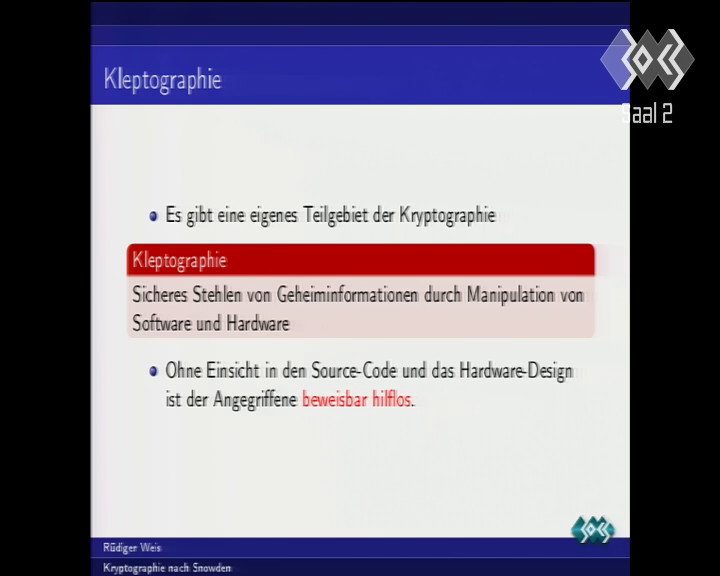 Kleptographie
Saal 2
Es gibt eine eigenes Teilgebiet der Kryptographie
Kleptographie
Sicheres Stehlen von Geheiminformationen durch Manipulation von
Software und Hardware
Ohne Einsicht in den Source-Code und das Hardware-Design
ist der Angegriffene beweisbar hilflos.
Rüdiger Weis
Kryptographie nach Snowden